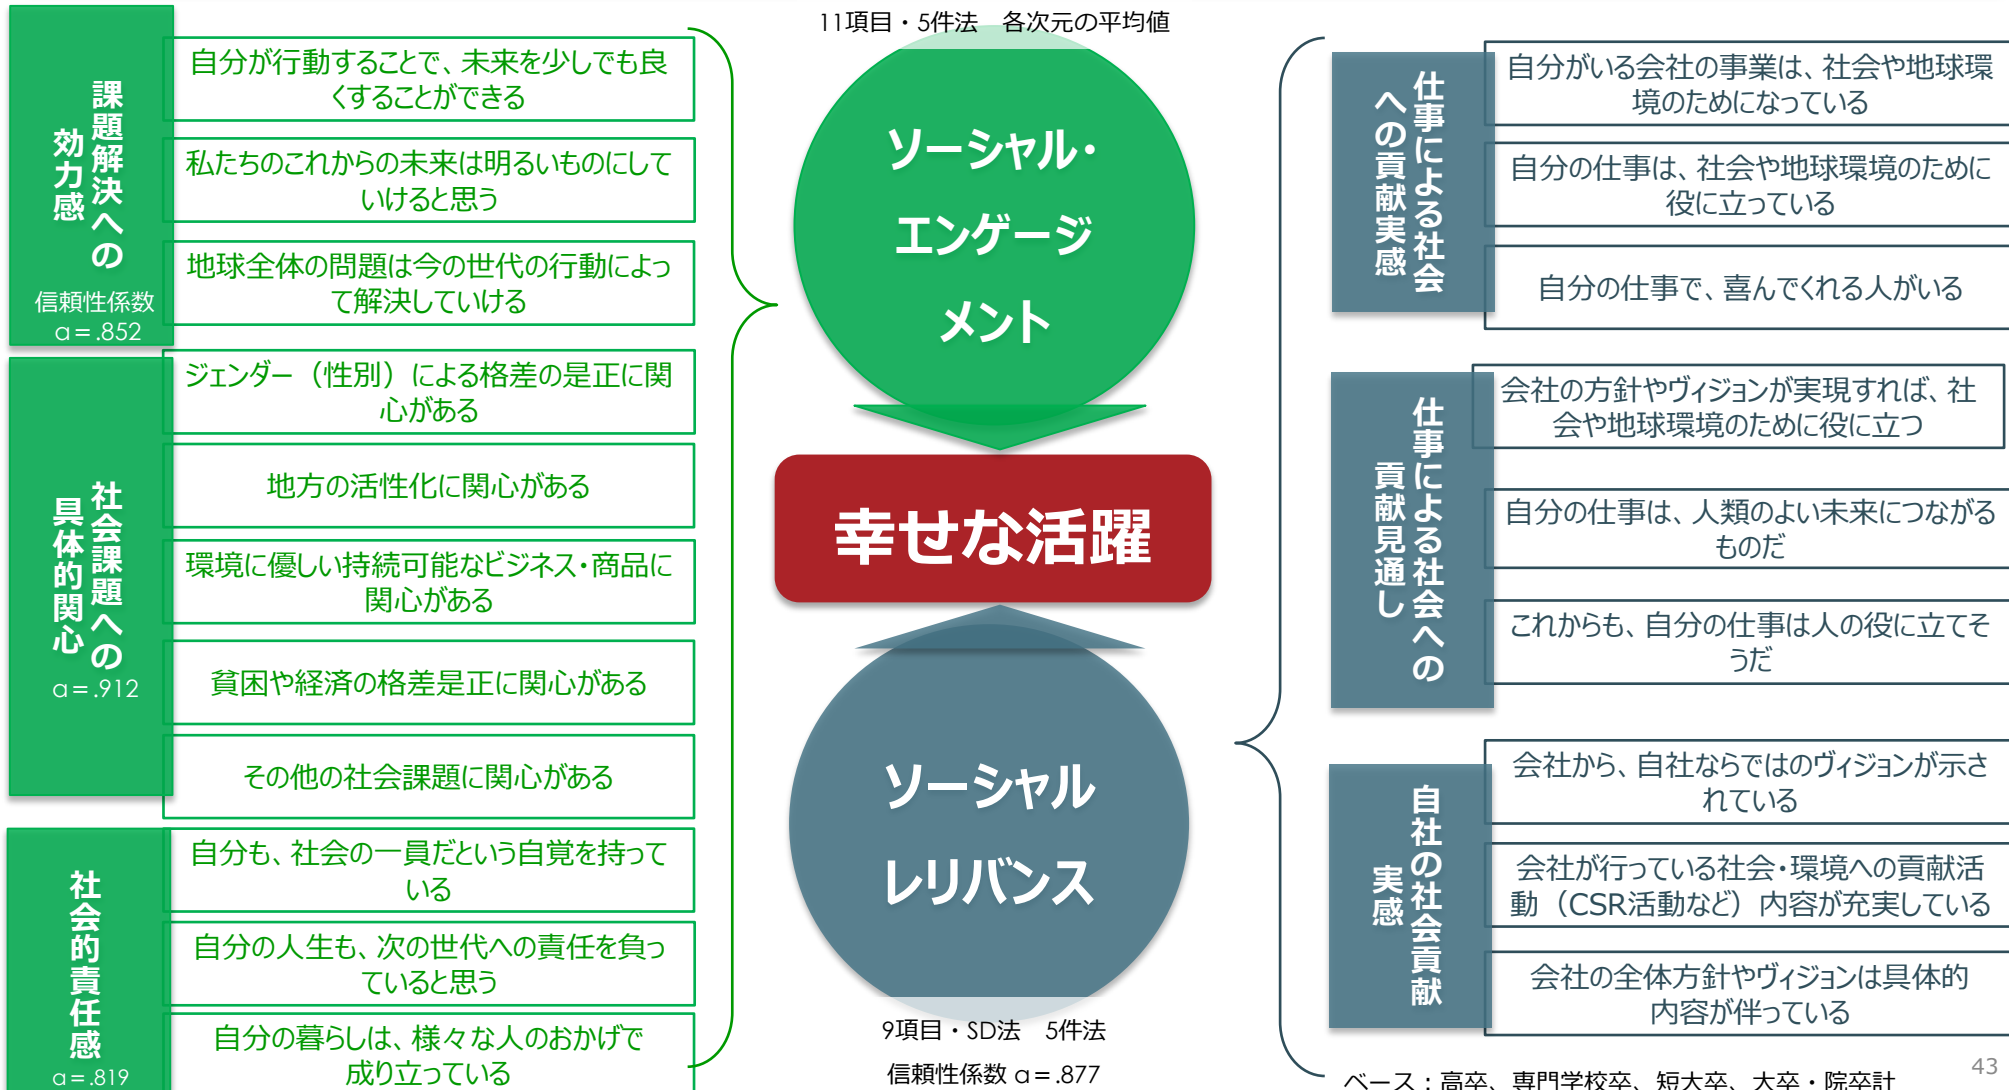 11項目・5件法　各次元の平均値
課題解決への
効力感
信頼性係数
α＝.852
自分が行動することで、未来を少しでも良
くすることができる
私たちのこれからの未来は明るいものにして
いけると思う
地球全体の問題は今の世代の行動によっ
て解決していける
社会課題への
具体的関心
α＝.912
ジェンダー（性別）による格差の是正に関
心がある
地方の活性化に関心がある
環境に優しい持続可能なビジネス・商品に
関心がある
貧困や経済の格差是正に関心がある
その他の社会課題に関心がある
社会的責任感
α＝.819
自分も、社会の一員だという自覚を持って
いる
自分の人生も、次の世代への責任を負っ
ていると思う
自分の暮らしは、様々な人のおかげで
成り立っている
ソーシャル・
エンゲージ
メント
幸せな活躍
ソーシャル
レリバンス
9項目・SD法　5件法
信頼性係数 α＝.877
仕事による社会
への貢献実感
自分がいる会社の事業は、社会や地球環
境のためになっている
自分の仕事は、社会や地球環境のために
役に立っている
自分の仕事で、喜んでくれる人がいる
仕事による社会への
貢献見通し
会社の方針やヴィジョンが実現すれば、社
会や地球環境のために役に立つ
自分の仕事は、人類のよい未来につながる
ものだ
これからも、自分の仕事は人の役に立てそ
うだ
自社の社会貢献
実感
会社から、自社ならではのヴィジョンが示さ
れている
会社が行っている社会・環境への貢献活
動（CSR活動など）内容が充実している
会社の全体方針やヴィジョンは具体的
内容が伴っている
ベース：高卒、専門学校卒、短大卒、大卒・院卒計
43